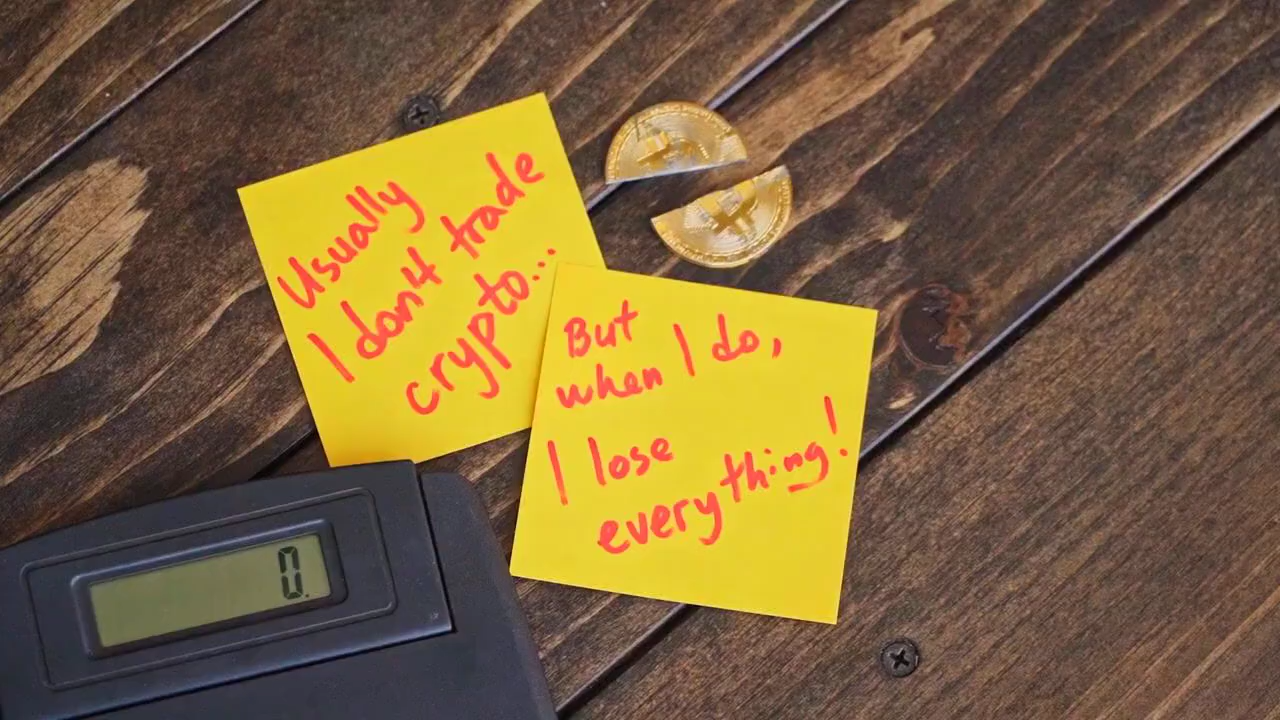 Usually
I don't trade
crypto...
But
when I do,
I lose
everything!
0.